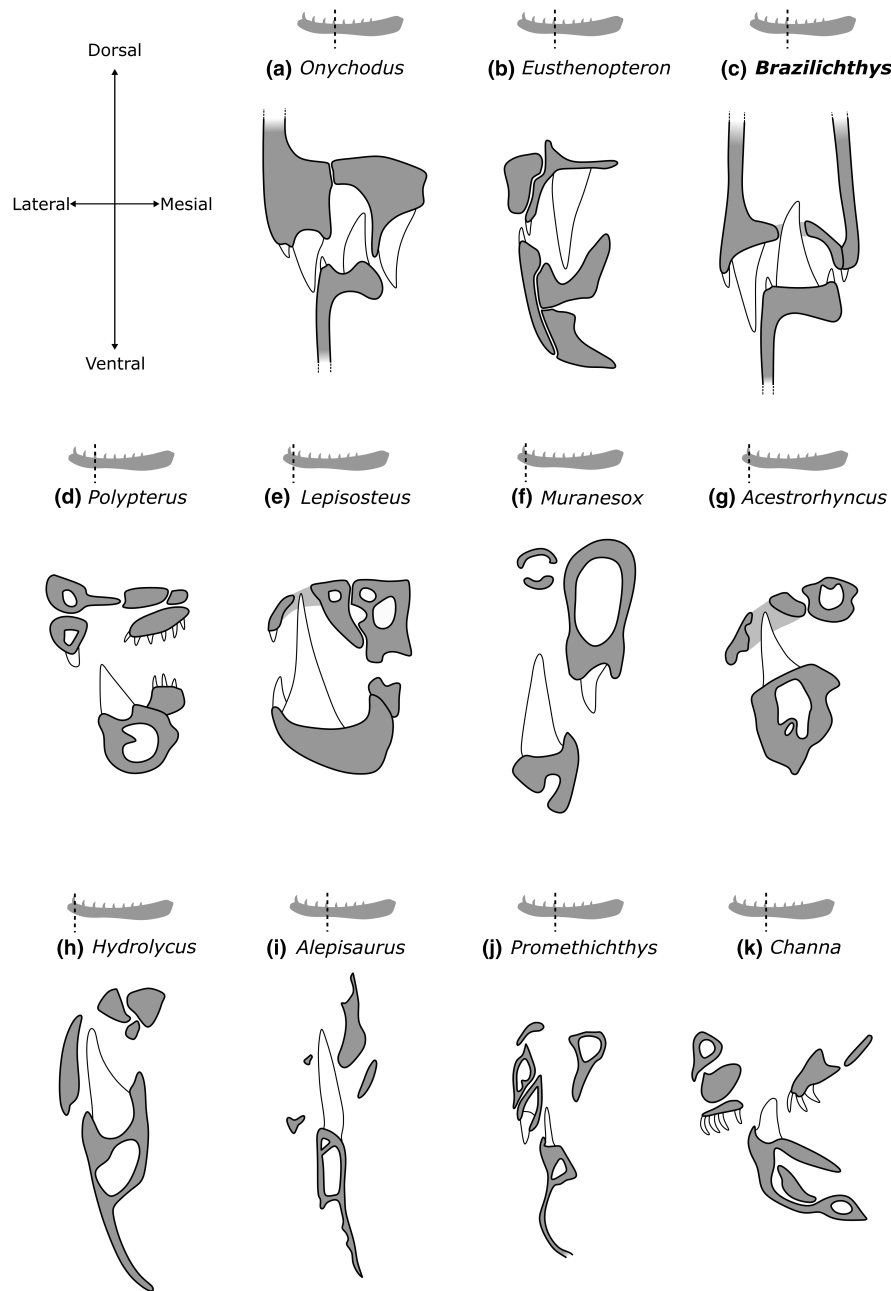 Dorsal
Lateral
Mesial
Ventral
(a) Onychodus
(b) Eusthenopteron
(c) Brazilichthys
(d) Polypterus
(e) Lepisosteus
(f) Muranesox
(g) Acestrorhyncus
(h) Hydrolycus
(i) Alepisaurus
(j) Promethichthys
(k) Channa